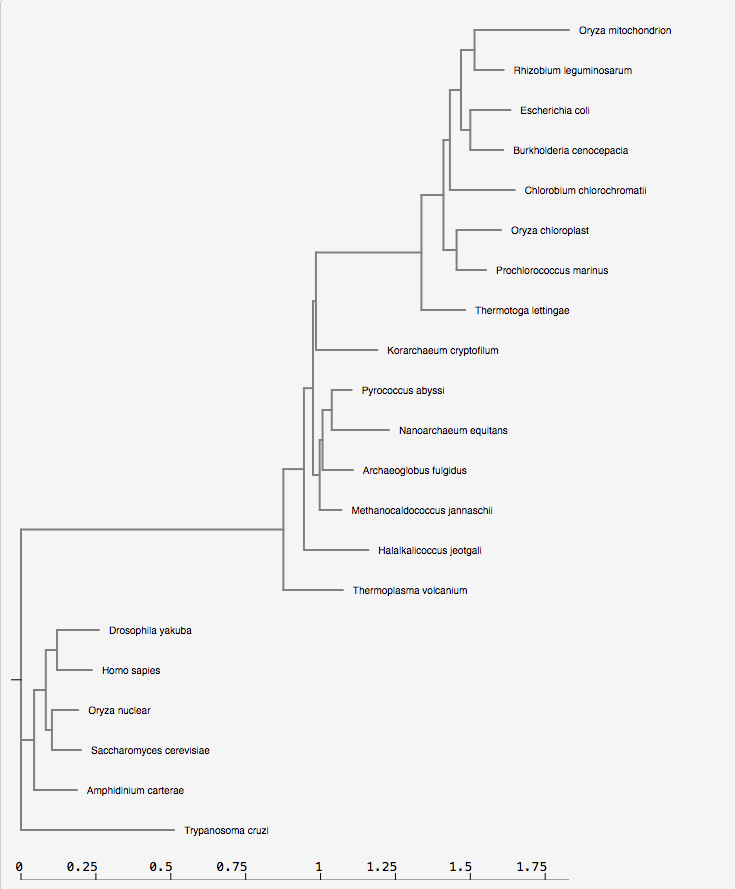 Oryza mitochondrion
Rhizobium leguminosarum
Escherichia coli
Burkholderia cenocepacia
Chlorobium chlorochromatii
Oryza chloroplast
Prochlorococcus marinus
Thermotoga lettingae
Korarchaeum cryptofilum
Pyrococcus abyssi
Nanoarchaeum equitans
Archaeoglobus fulgidus
Methanocaldococcus jannaschii
Halalkalicoccus jeotgali
Thermoplasma volcanium
Drosophila yakuba
Homo sapies
Oryza nuclear
Saccharomyces cerevisiae
Amphidinium carterae
Trypanosoma cruzi
0 0.25 0.5 0.75 1 1.25 1.5 1.75